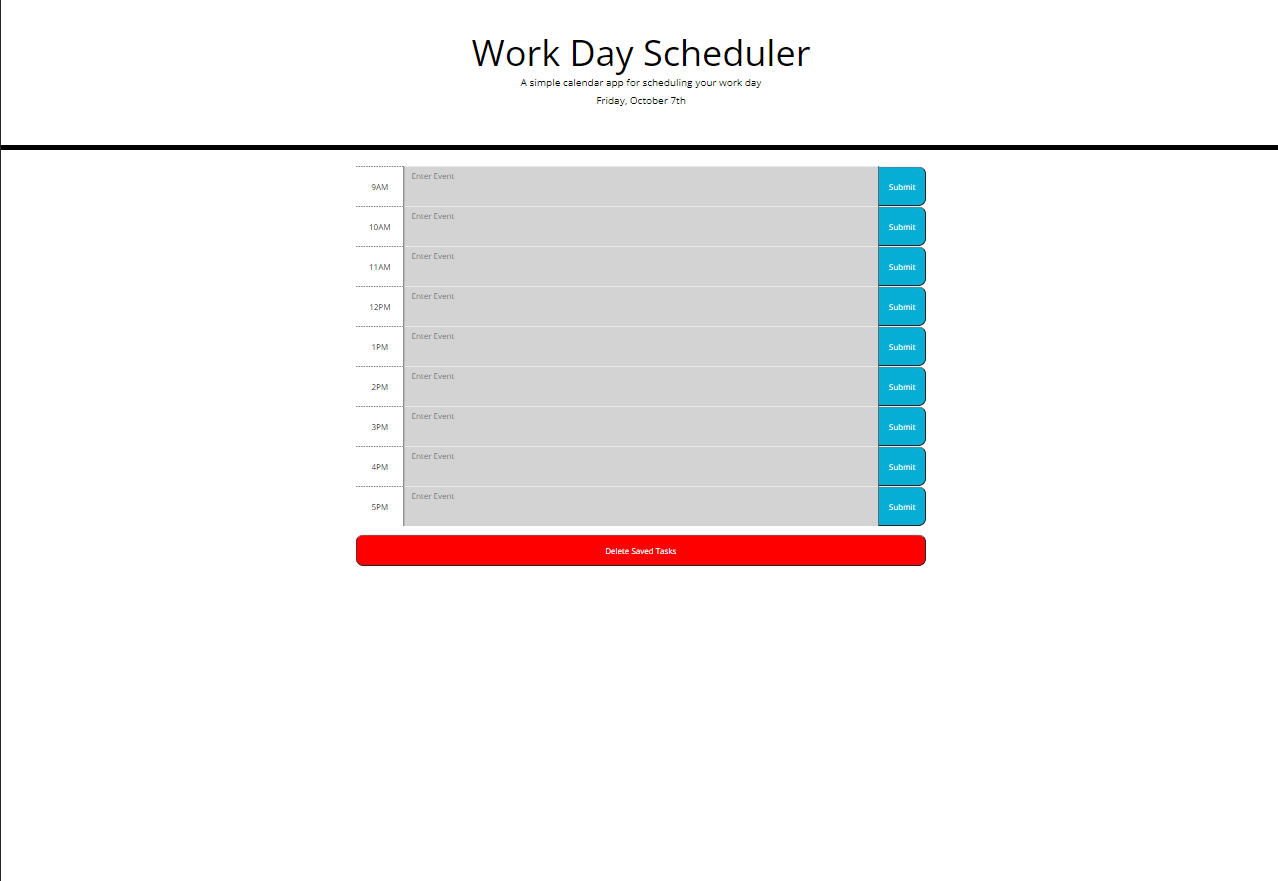 Work Day Scheduler
A simple calendar app for scheduling your work day
Friday, October 7th
9AM Enter Event Submit
10AM Enter Event Submit
11AM Enter Event Submit
12PM Enter Event Submit
1PM Enter Event Submit
2PM Enter Event Submit
3PM Enter Event Submit
4PM Enter Event Submit
5PM Enter Event Submit
Delete Saved Tasks